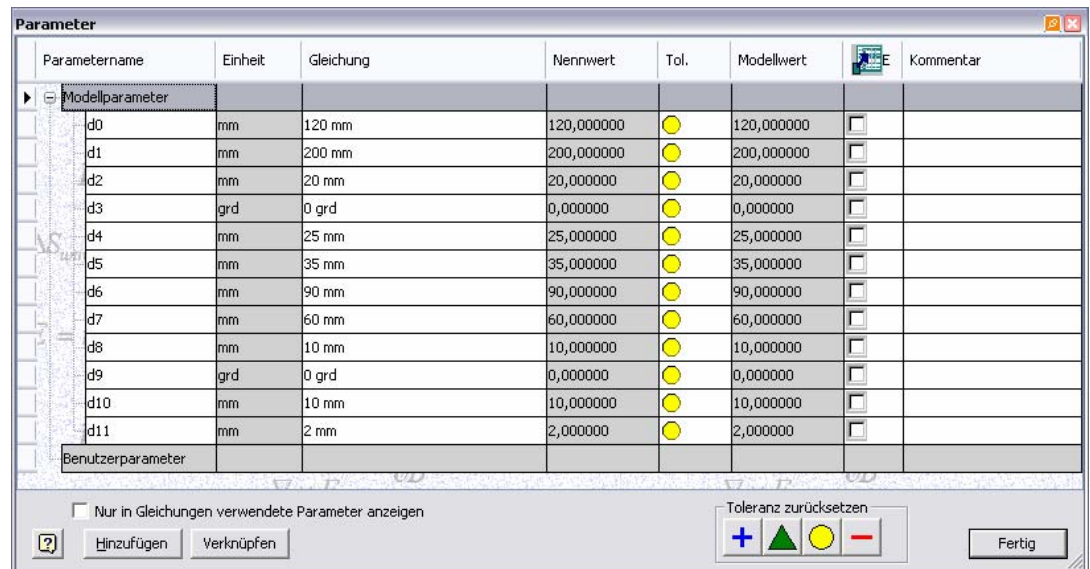 Parameter
Parametername Einheit Gleichung Nennwert Tol. Modellwert E Kommentar
Modellparameter
d0 mm 120 mm 120,000000 120,000000
d1 mm 200 mm 200,000000 200,000000
d2 mm 20 mm 20,000000 20,000000
d3 grd 0 grd 0,000000 0,000000
d4 mm 25 mm 25,000000 25,000000
d5 mm 35 mm 35,000000 35,000000
d6 mm 90 mm 90,000000 90,000000
d7 mm 60 mm 60,000000 60,000000
d8 mm 10 mm 10,000000 10,000000
d9 grd 0 grd 0,000000 0,000000
d10 mm 10 mm 10,000000 10,000000
d11 mm 2 mm 2,000000 2,000000
Benutzerparameter
Nur in Gleichungen verwendete Parameter anzeigen
Toleranz zurücksetzen
Hinzufügen Verknüpfen Fertig